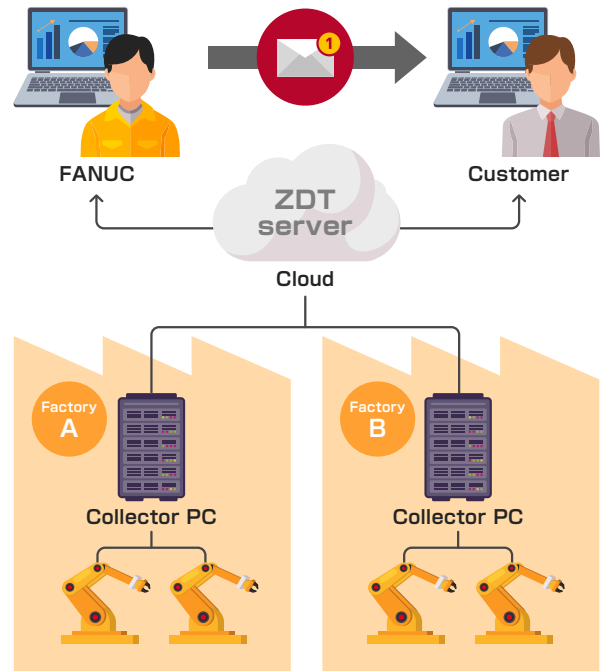 1
FANUC
Customer
ZDT
server
Cloud
Factory
A
Factory
B
Collector PC
Collector PC